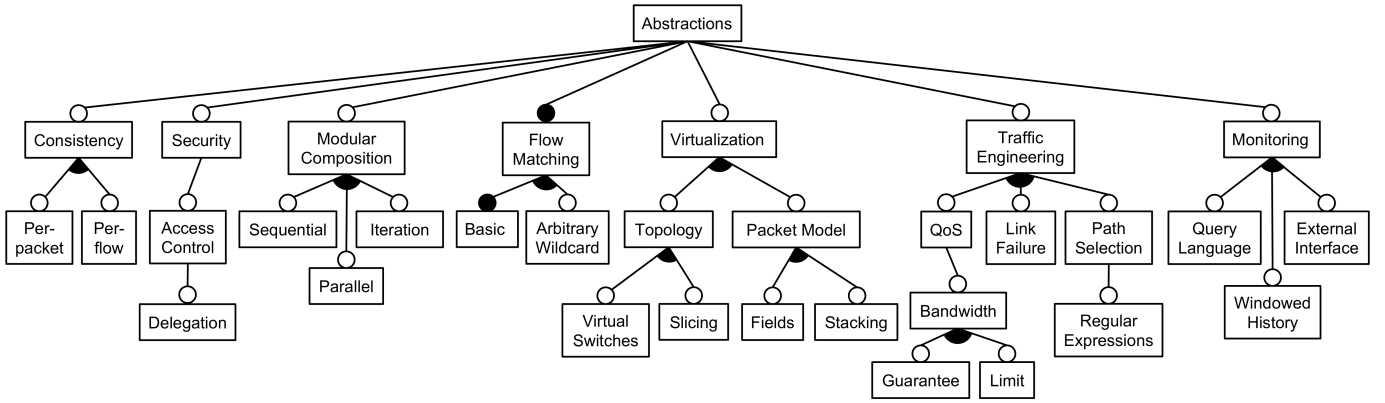 Abstractions
Consistency
Security
Modular
Composition
Flow
Matching
Virtualization
Traffic
Engineering
Monitoring
Per-
packet
Per-
flow
Access
Control
Sequential
Iteration
Parallel
Basic
Arbitrary
Wildcard
Topology
Packet Model
QoS
Link
Failure
Path
Selection
Query
Language
External
Interface
Windowed
History
Delegation
Virtual
Switches
Slicing
Fields
Stacking
Bandwidth
Regular
Expressions
Guarantee
Limit